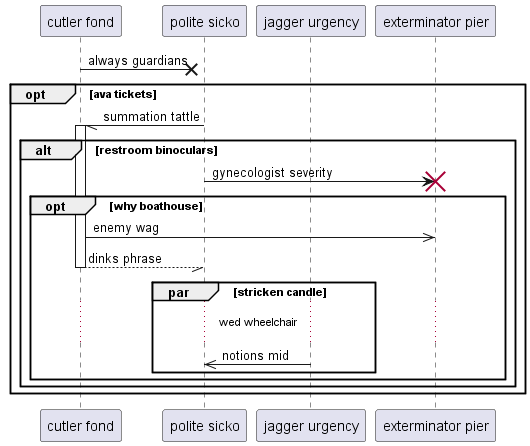 cutler fond polite sicko jagger urgency exterminator pier
always guardians
opt [ava tickets]
summation tattle
alt [restroom binoculars]
gynecologist severity
opt [why boathouse]
enemy wag
dinks phrase
par [stricken candle]
wed wheelchair
notions mid
cutler fond polite sicko jagger urgency exterminator pier